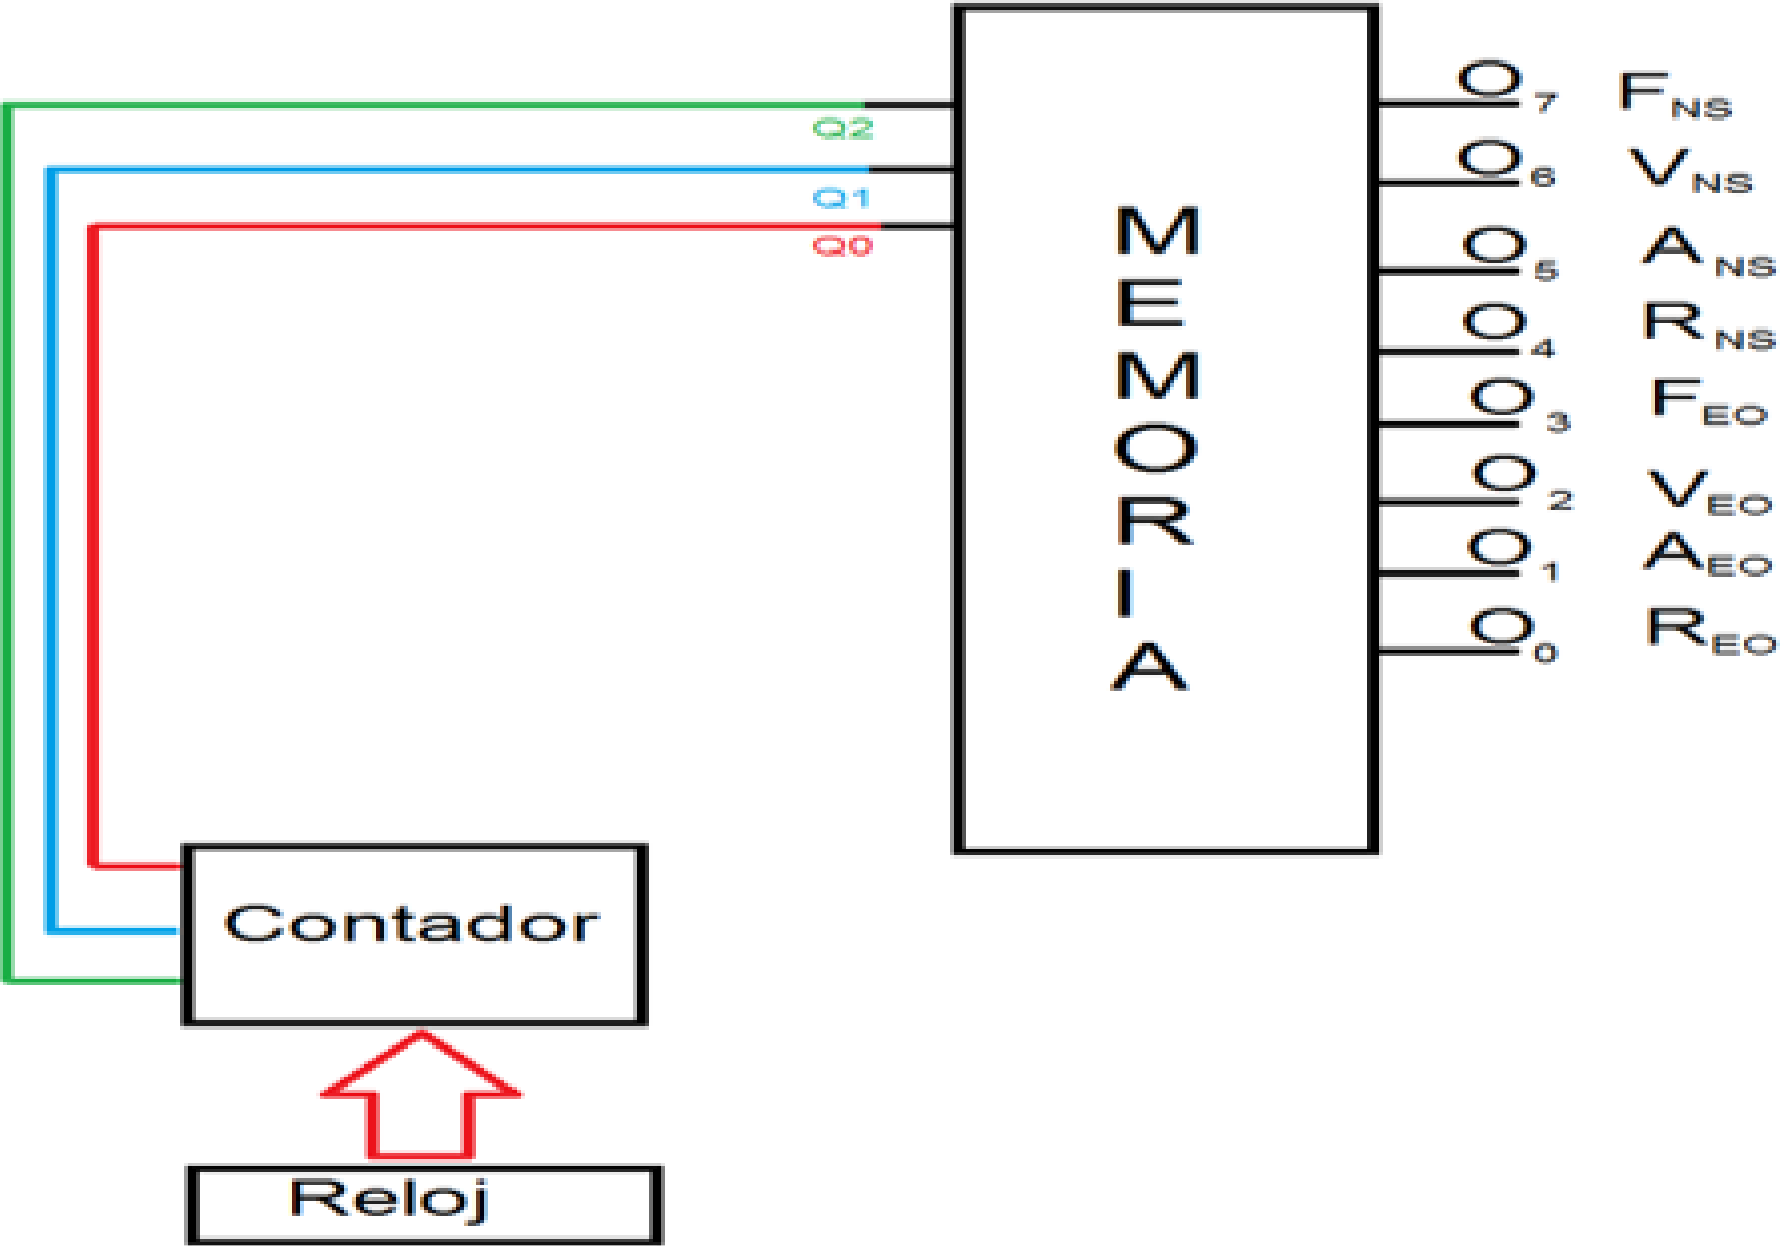 Q2
Q1
Q0
MEMORIA
O7 FNS
O6 VNS
O5 ANS
O4 RNS
O3 FEO
O2 VEO
O1 AEO
O0 REO
Contador
Reloj